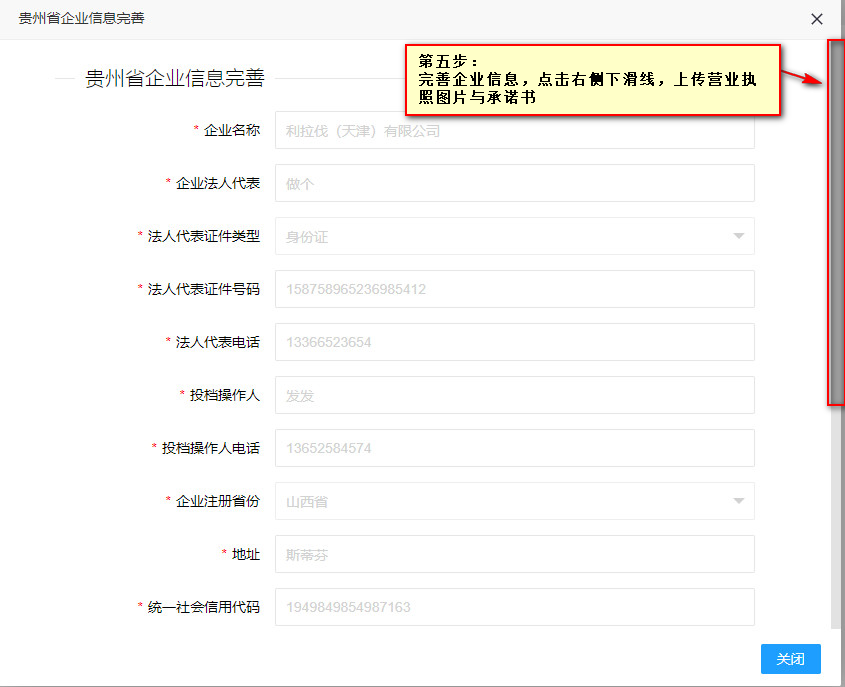 贵州省企业信息完善
第五步：
完善企业信息，点击右侧下滑线，上传营业执
照图片与承诺书
贵州省企业信息完善
* 企业名称 利拉伐（天津）有限公司
* 企业法人代表 做个
* 法人代表证件类型 身份证
* 法人代表证件号码 158758965236985412
* 法人代表电话 13366523654
* 投档操作人 发发
* 投档操作人电话 13652584574
* 企业注册省份 山西省
* 地址 斯蒂芬
* 统一社会信用代码 1949849854987163
关闭